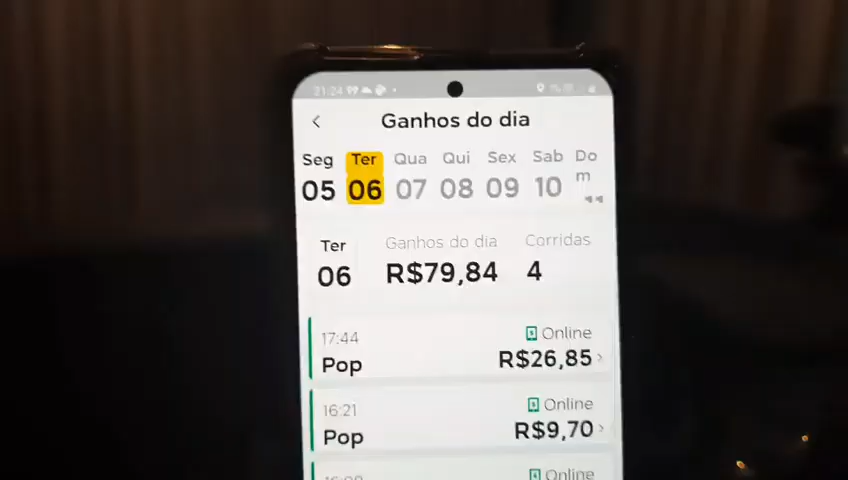 21:24
Ganhos do dia
Seg Ter Qua Qui Sex Sab Dom
05 06 07 08 09 10
Ter Ganhos do dia Corridas
06 R$79,84 4
17:44 Online
Pop R$26,85
16:21 Online
Pop R$9,70
Online